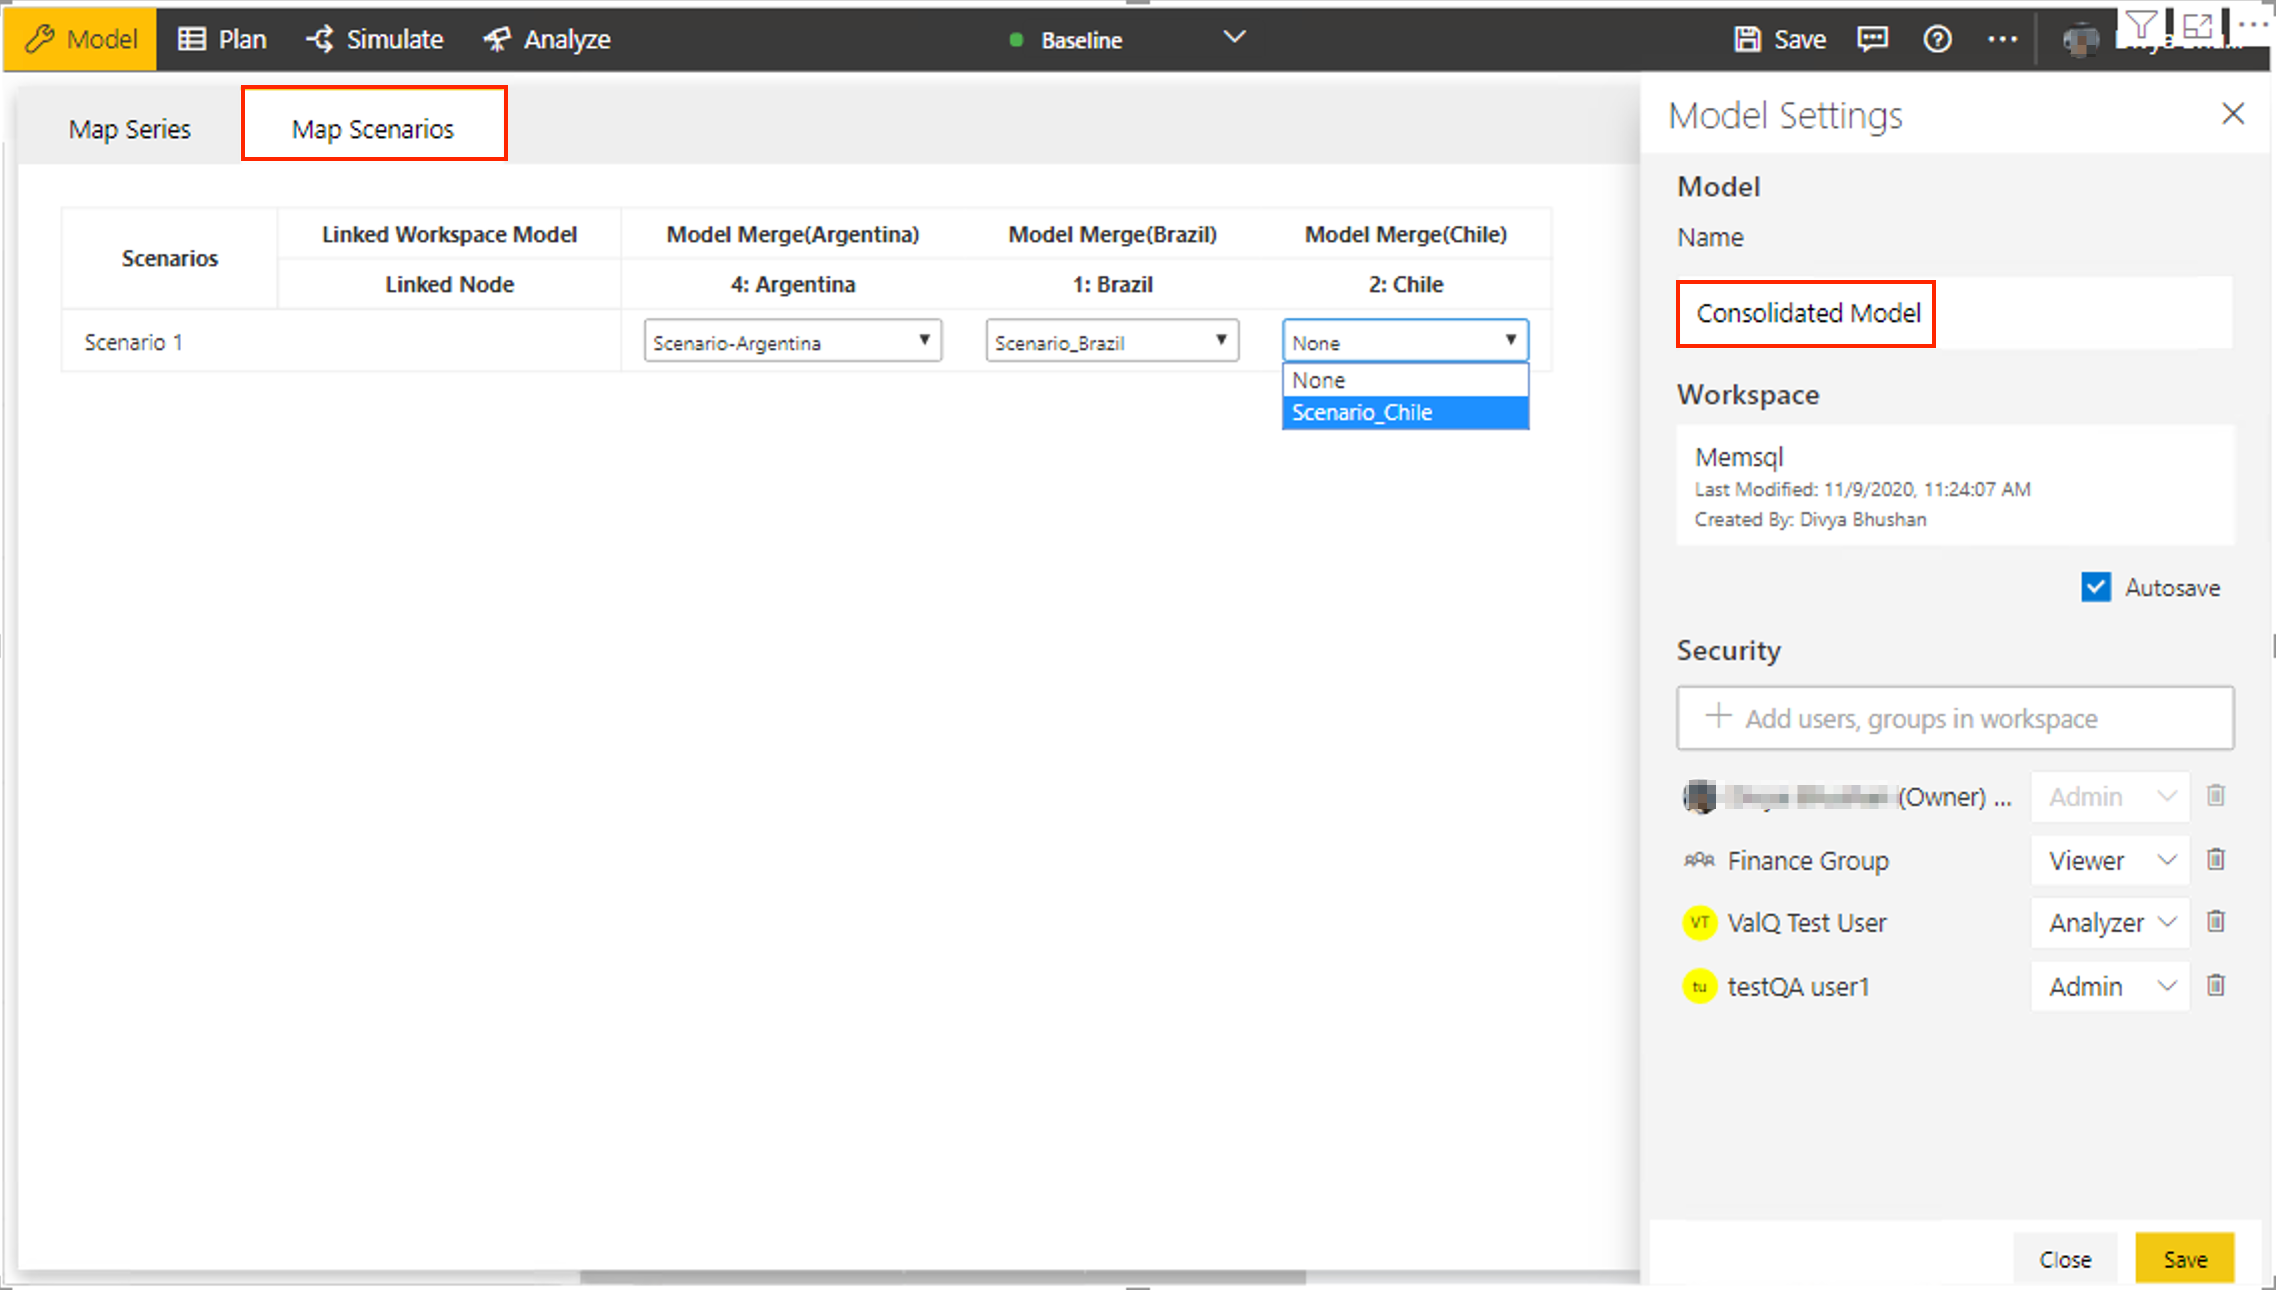 Model Plan Simulate Analyze Baseline Save
Map Series Map Scenarios
Scenarios Linked Workspace Model Model Merge(Argentina) Model Merge(Brazil) Model Merge(Chile)
Linked Node 4: Argentina 1: Brazil 2: Chile
Scenario 1 Scenario-Argentina Scenario_Brazil None
None
Scenario_Chile
Model Settings
Model
Name
Consolidated Model
Workspace
Memsql
Last Modified: 11/9/2020, 11:24:07 AM
Created By: Divya Bhushan
Autosave
Security
Add users, groups in workspace
(Owner) ... Admin
Finance Group Viewer
VT ValQ Test User Analyzer
tu testQA user1 Admin
Close Save